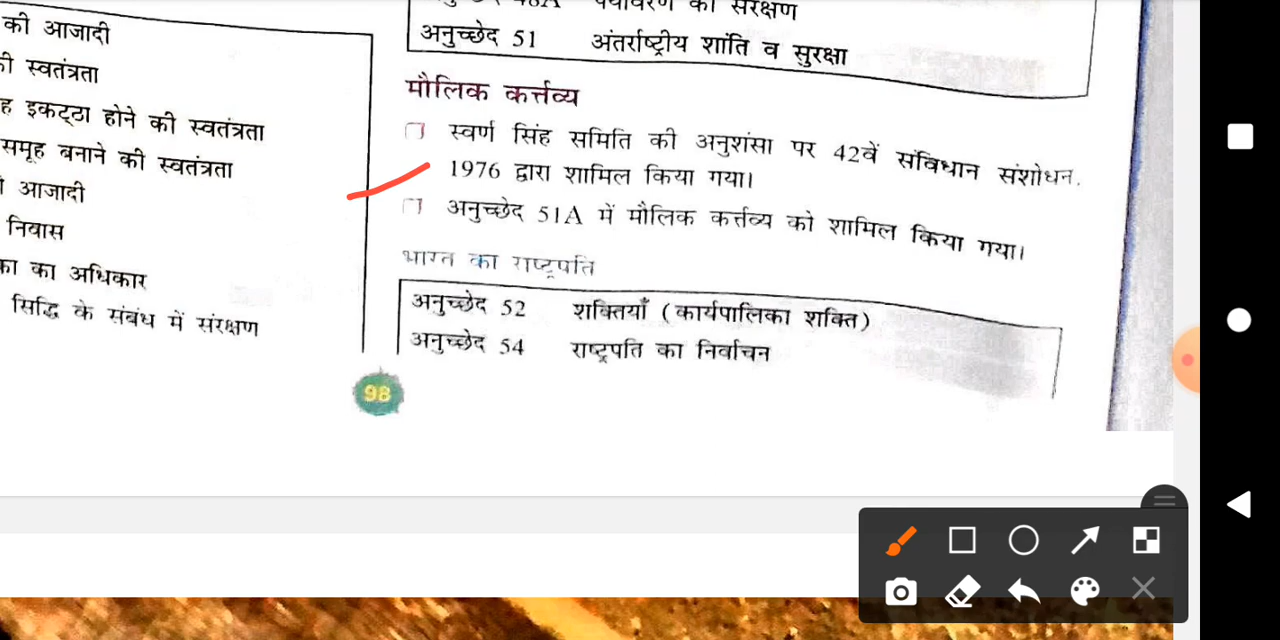 की आजादी
की स्वतंत्रता
इकट्ठा होने की स्वतंत्रता
समूह बनाने की स्वतंत्रता
आजादी
निवास
का अधिकार
सिद्धि के संबंध में संरक्षण
48A पर्यावरण का संरक्षण
अनुच्छेद 51 अंतर्राष्ट्रीय शांति व सुरक्षा
मौलिक कर्त्तव्य
स्वर्ण सिंह समिति की अनुशंसा पर 42वें संविधान संशोधन.
1976 द्वारा शामिल किया गया।
अनुच्छेद 51A में मौलिक कर्त्तव्य को शामिल किया गया।
भारत का राष्ट्रपति
अनुच्छेद 52 शक्तियाँ (कार्यपालिका शक्ति)
अनुच्छेद 54 राष्ट्रपति का निर्वाचन
98